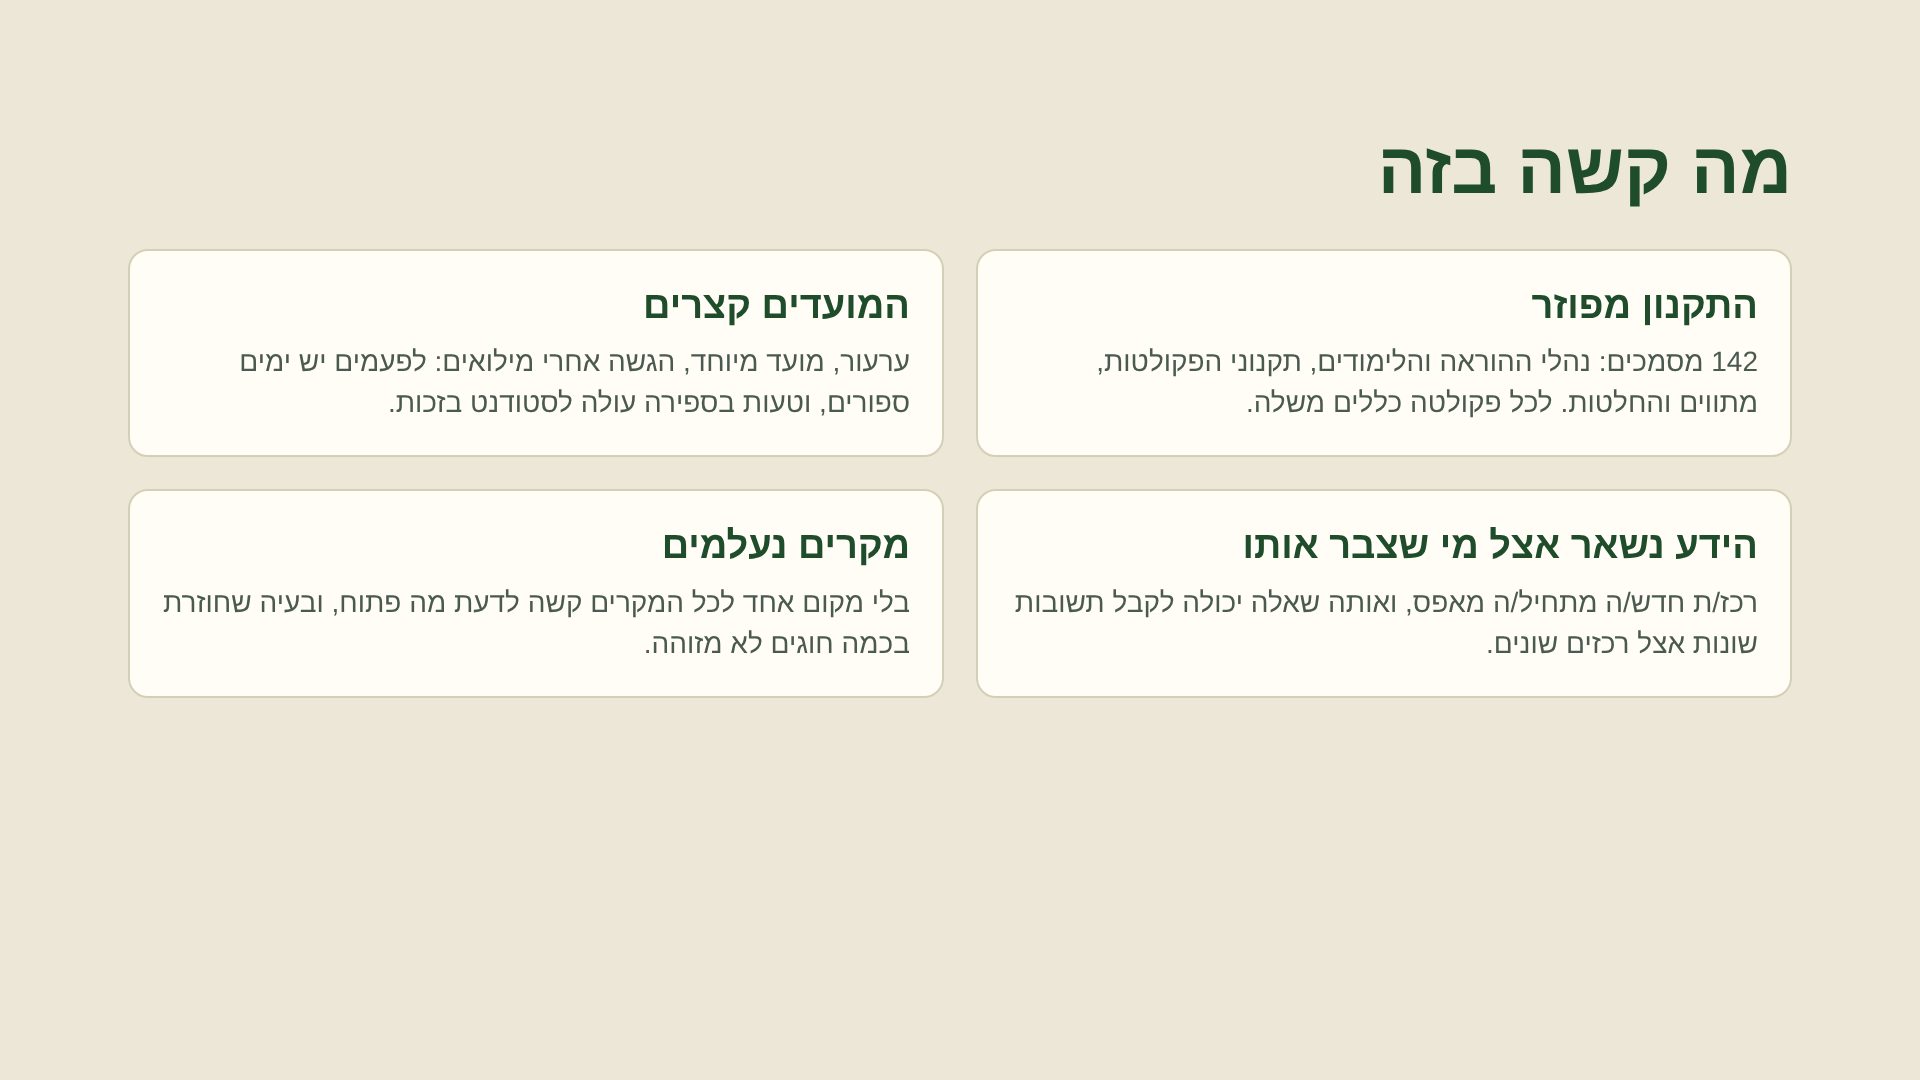 מה קשה בזה
התקנון מפוזר
142 מסמכים: נהלי ההוראה והלימודים, תקנוני הפקולטות,
מתווים והחלטות. לכל פקולטה כללים משלה.
המועדים קצרים
ערעור, מועד מיוחד, הגשה אחרי מילואים: לפעמים יש ימים
ספורים, וטעות בספירה עולה לסטודנט בזכות.
הידע נשאר אצל מי שצבר אותו
רכז/ת חדש/ה מתחיל/ה מאפס, ואותה שאלה יכולה לקבל תשובות
שונות אצל רכזים שונים.
מקרים נעלמים
בלי מקום אחד לכל המקרים קשה לדעת מה פתוח, ובעיה שחוזרת
בכמה חוגים לא מזוהה.